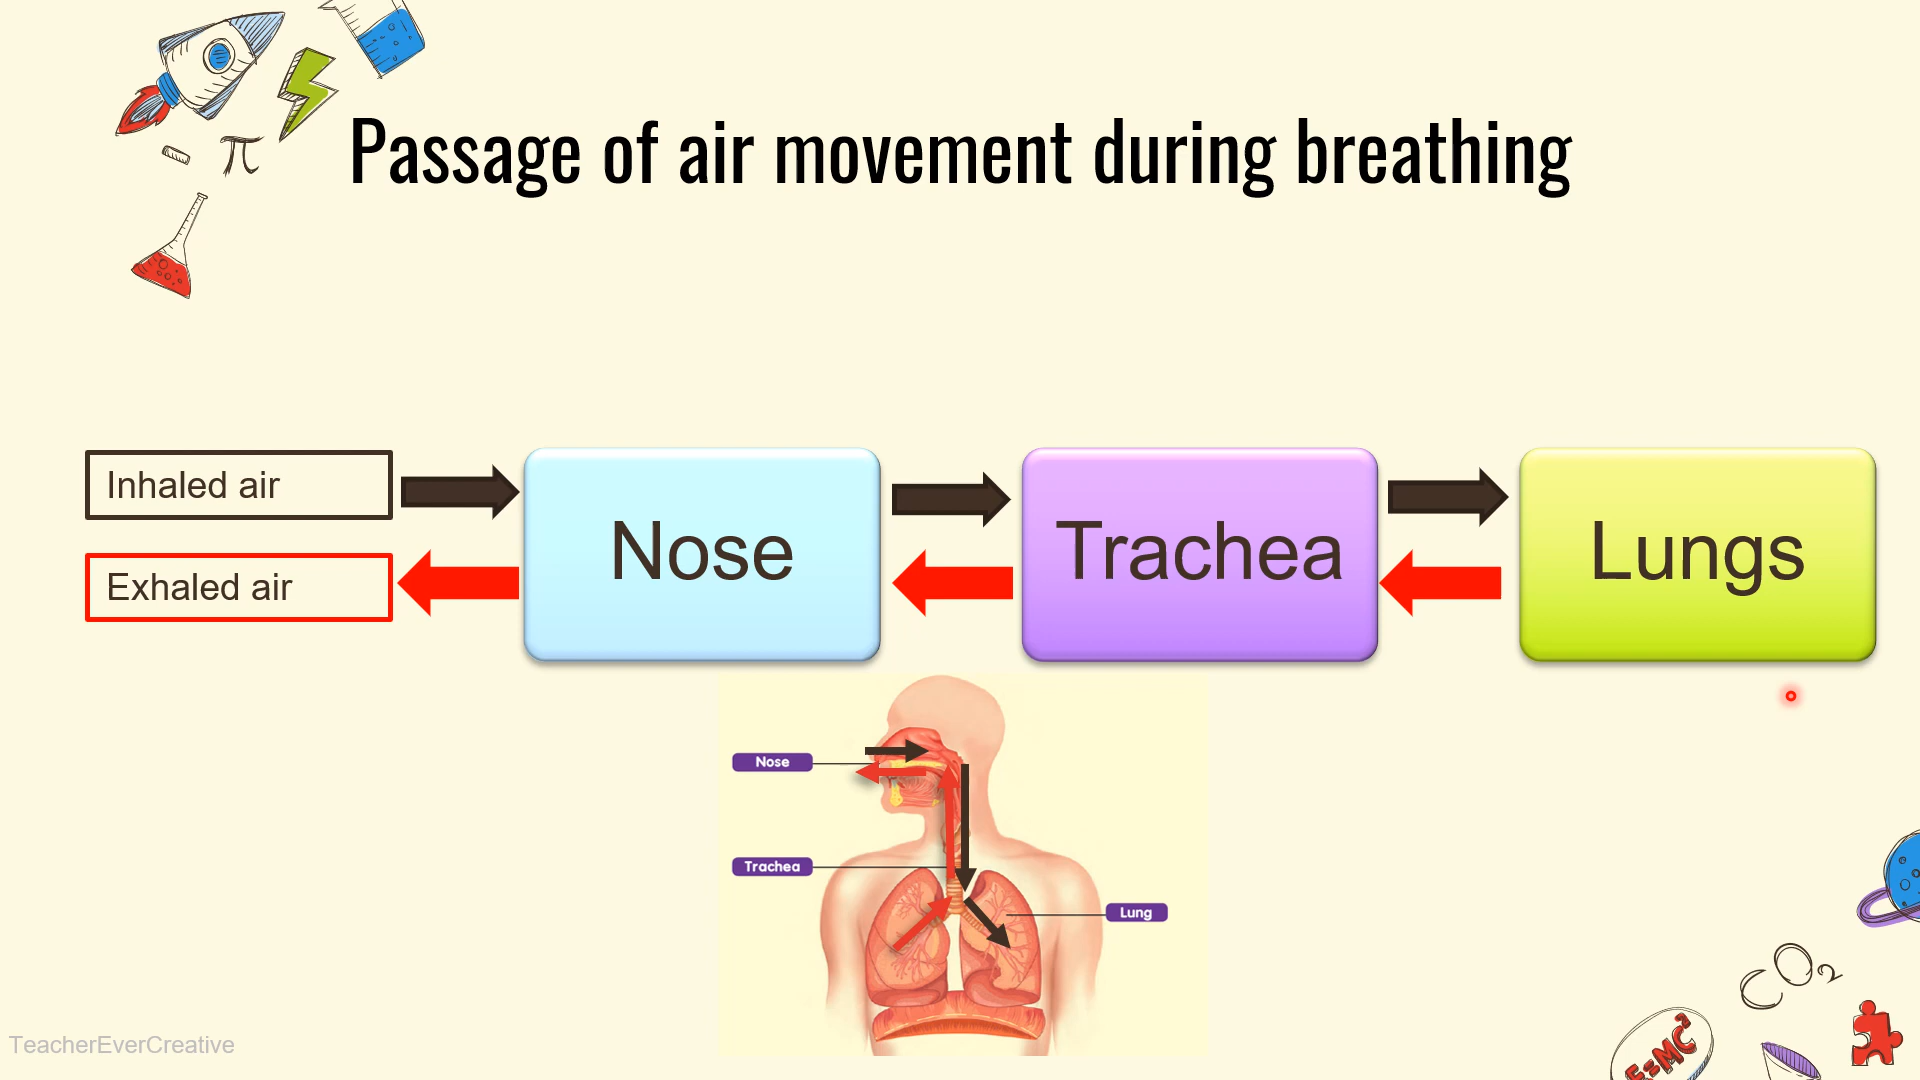 π
Passage of air movement during breathing
Inhaled air
Exhaled air
Nose
Trachea
Lungs
Nose
Trachea
Lung
CO2
E=MC2
TeacherEverCreative